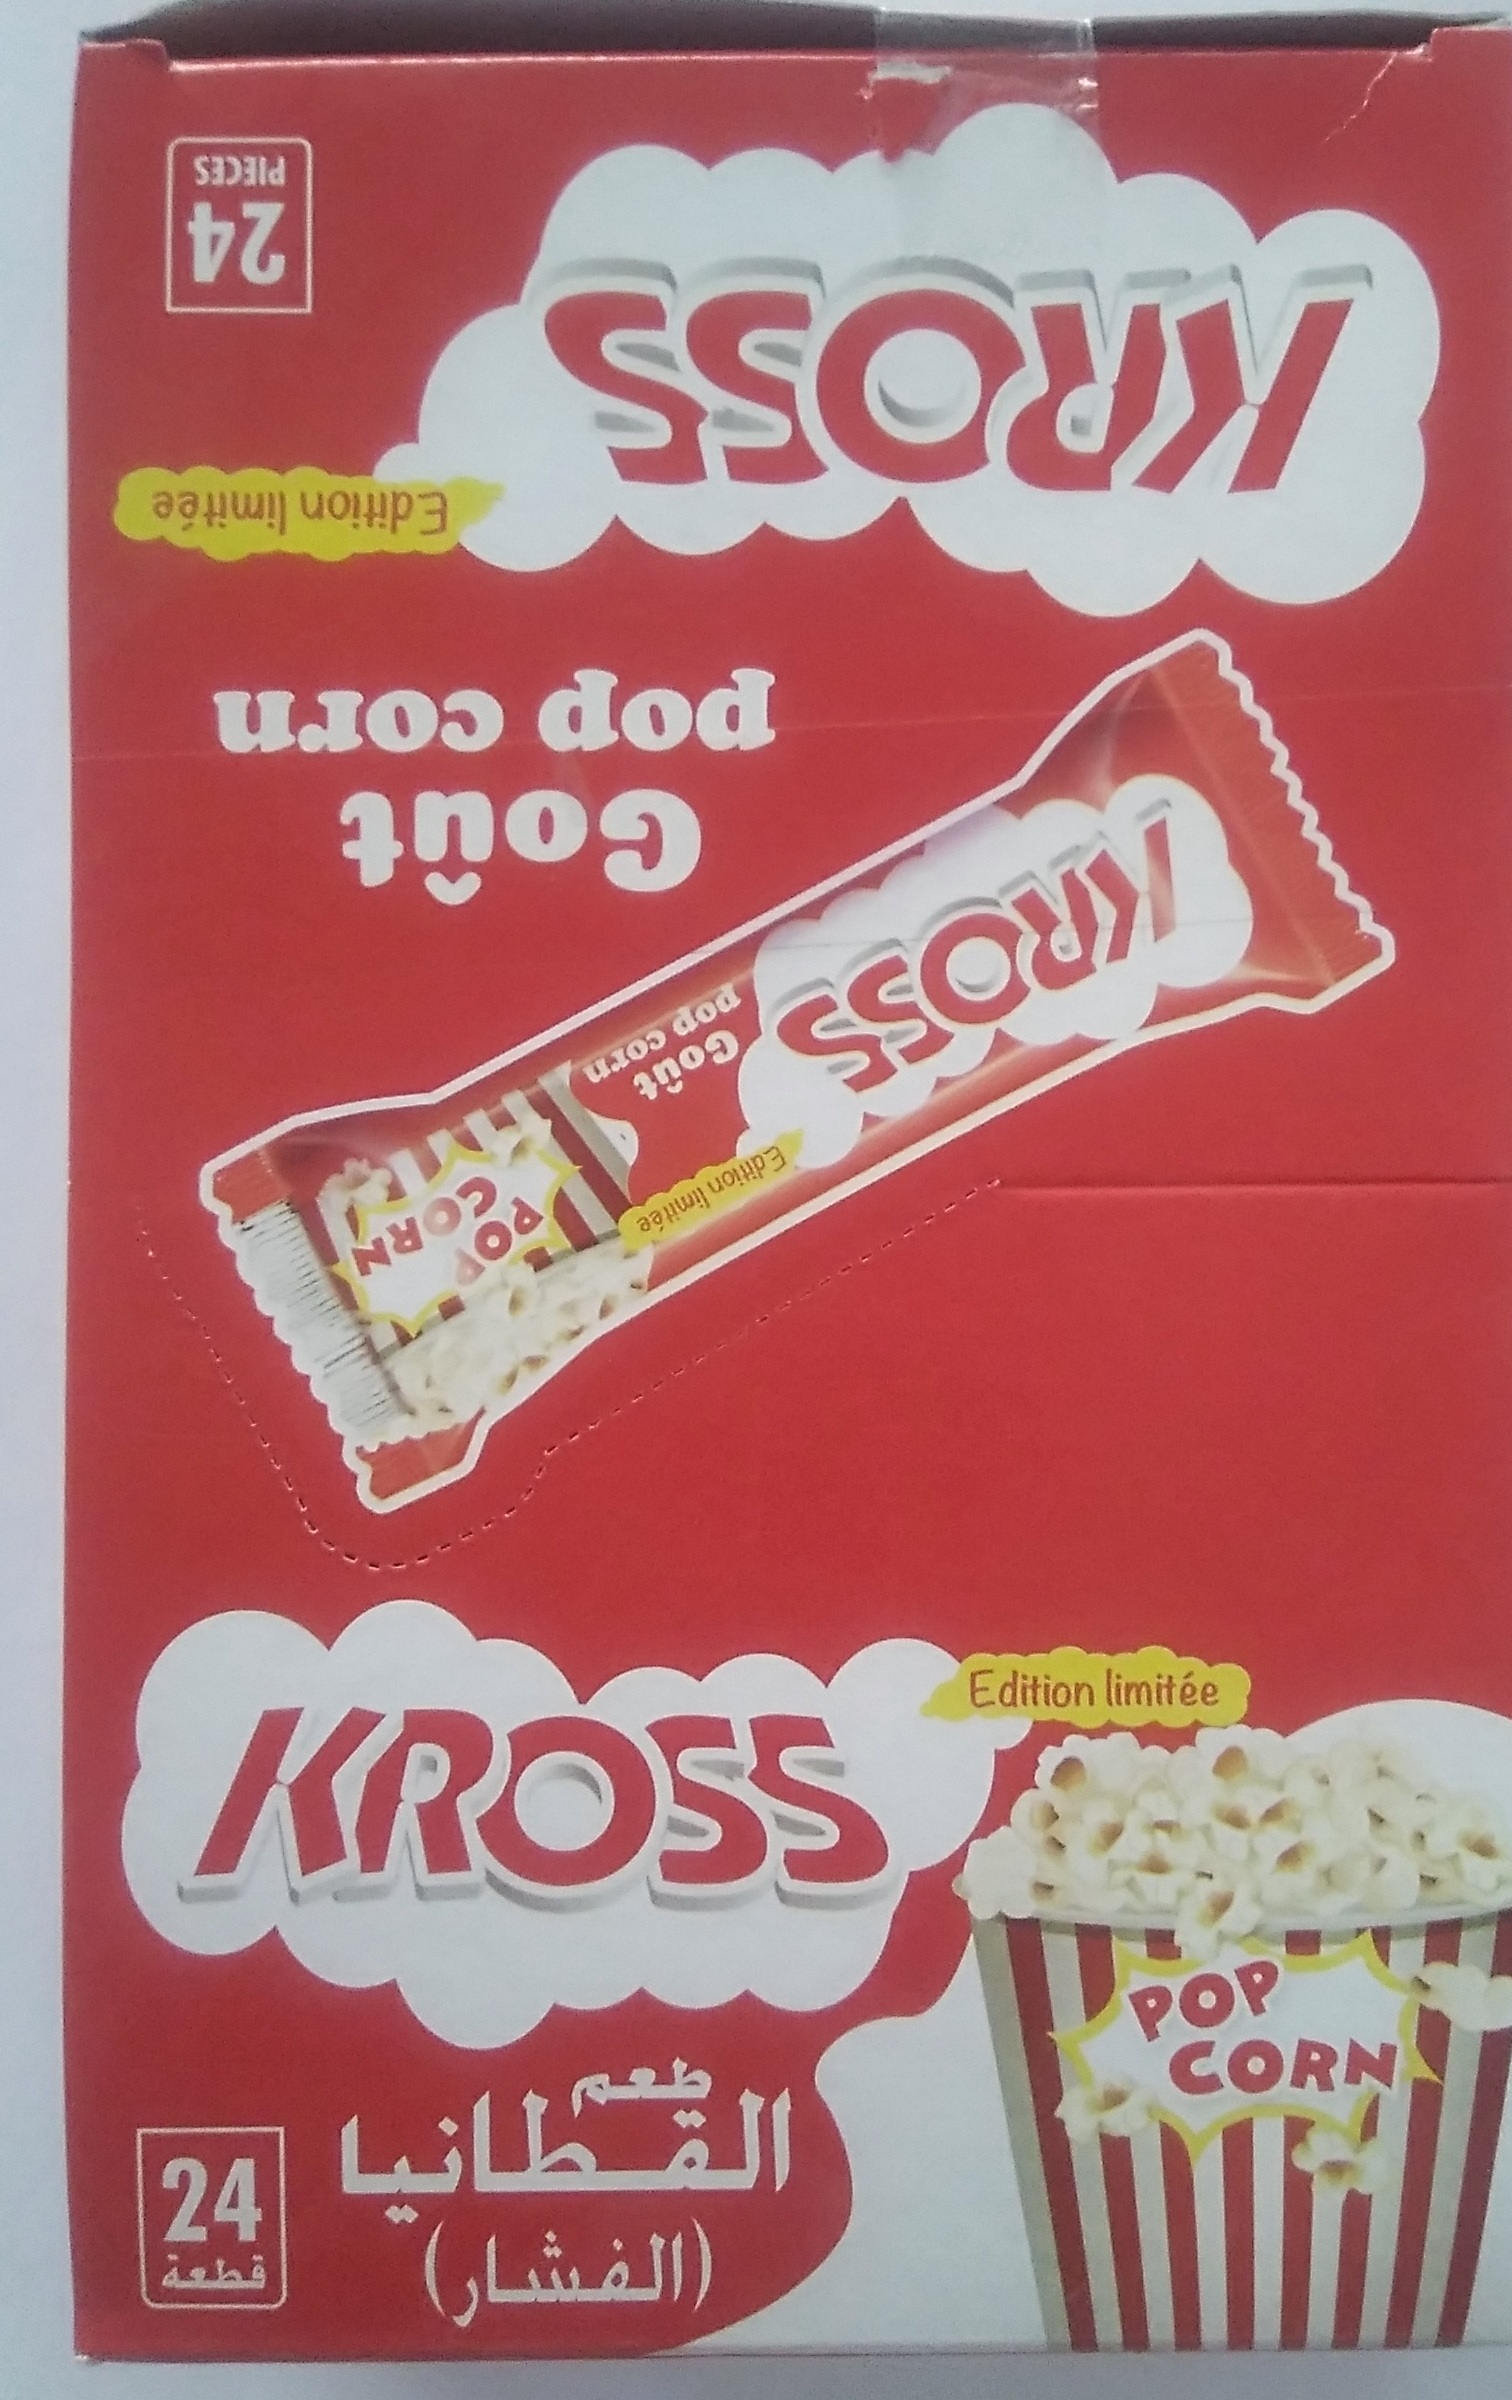 24
PIECES
KROSS
Edition limitée
Goût
pop corn
KROSS
Goût
pop corn
Edition limitée
POP
CORN
KROSS
Edition limitée
POP
CORN
طعم
القطانيا
(الفشار)
24
قطعة